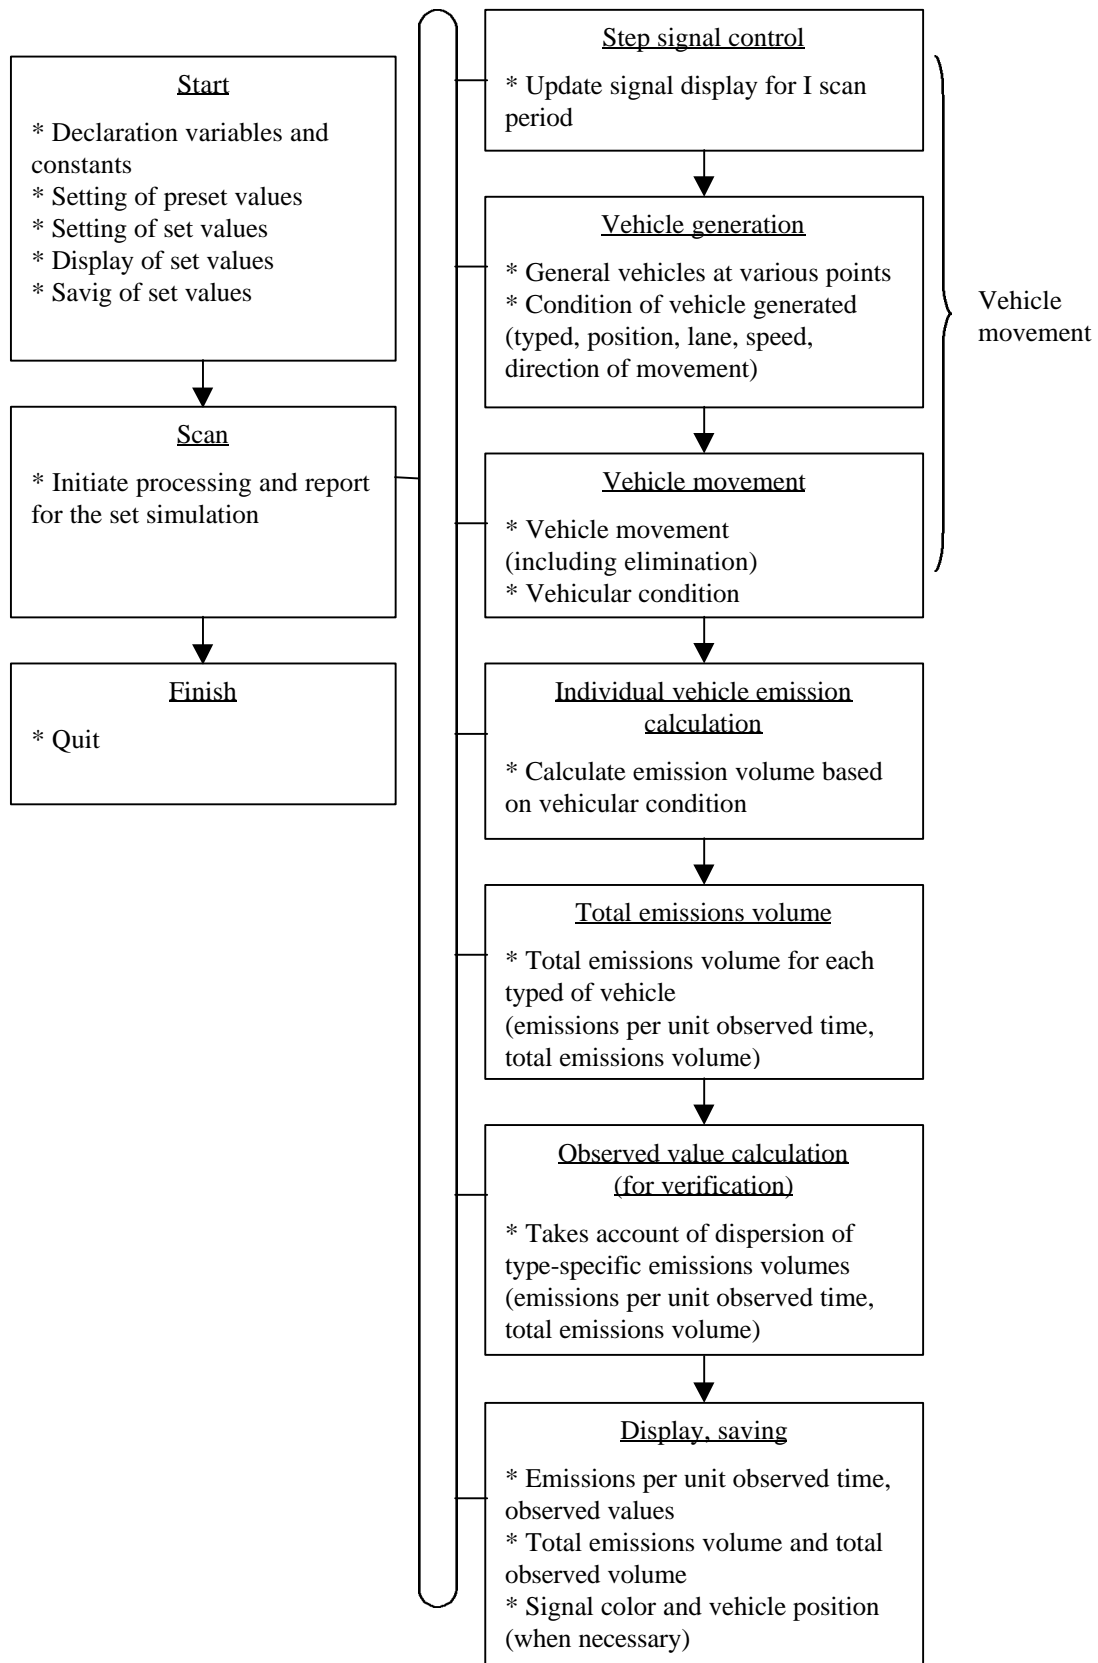 Start
* Declaration variables and
constants
* Setting of preset values
* Setting of set values
* Display of set values
* Savig of set values
Scan
* Initiate processing and report
for the set simulation
Finish
* Quit
Step signal control
* Update signal display for I scan
period
Vehicle generation
* General vehicles at various points
* Condition of vehicle generated
(typed, position, lane, speed,
direction of movement)
Vehicle movement
* Vehicle movement
(including elimination)
* Vehicular condition
Vehicle
movement
Individual vehicle emission
calculation
* Calculate emission volume based
on vehicular condition
Total emissions volume
* Total emissions volume for each
typed of vehicle
(emissions per unit observed time,
total emissions volume)
Observed value calculation
(for verification)
* Takes account of dispersion of
type-specific emissions volumes
(emissions per unit observed time,
total emissions volume)
Display, saving
* Emissions per unit observed time,
observed values
* Total emissions volume and total
observed volume
* Signal color and vehicle position
(when necessary)